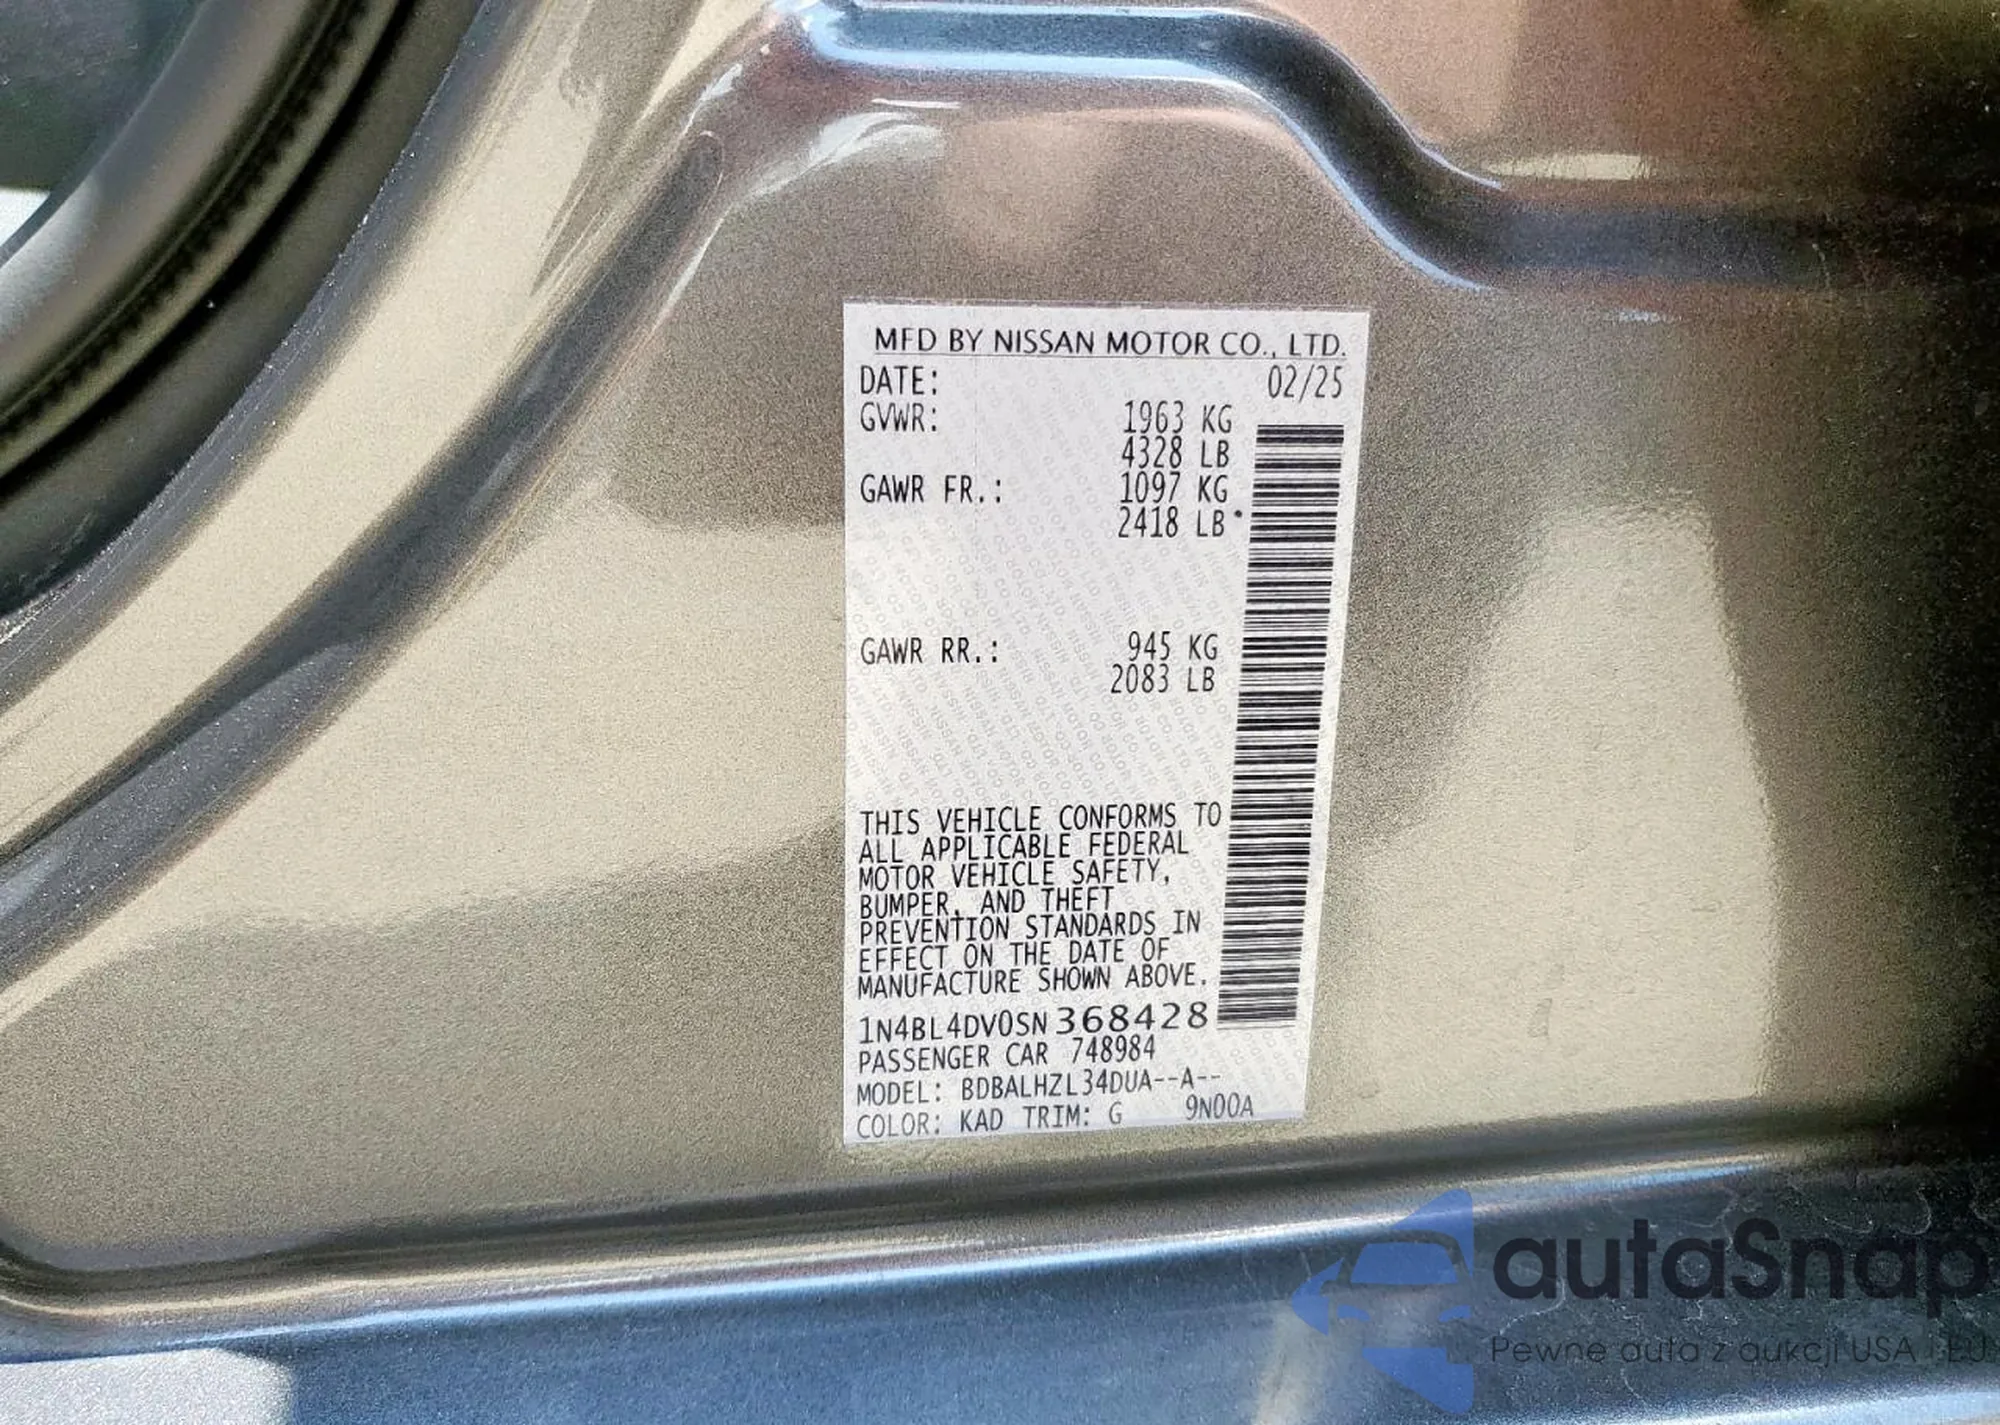 MFD BY NISSAN MOTOR CO., LTD.
DATE: 02/25
GVWR: 1963 KG
4328 LB
GAWR FR.: 1097 KG
2418 LB
GAWR RR.: 945 KG
2083 LB
THIS VEHICLE CONFORMS TO
ALL APPLICABLE FEDERAL
MOTOR VEHICLE SAFETY,
BUMPER, AND THEFT
PREVENTION STANDARDS IN
EFFECT ON THE DATE OF
MANUFACTURE SHOWN ABOVE.
1N4BL4DV0SN368428
PASSENGER CAR 748984
MODEL: BDBALHZL34DUA--A--
COLOR: KAD TRIM: G 9N00A
autaSnap
Pewne auta z aukcji USA i EU